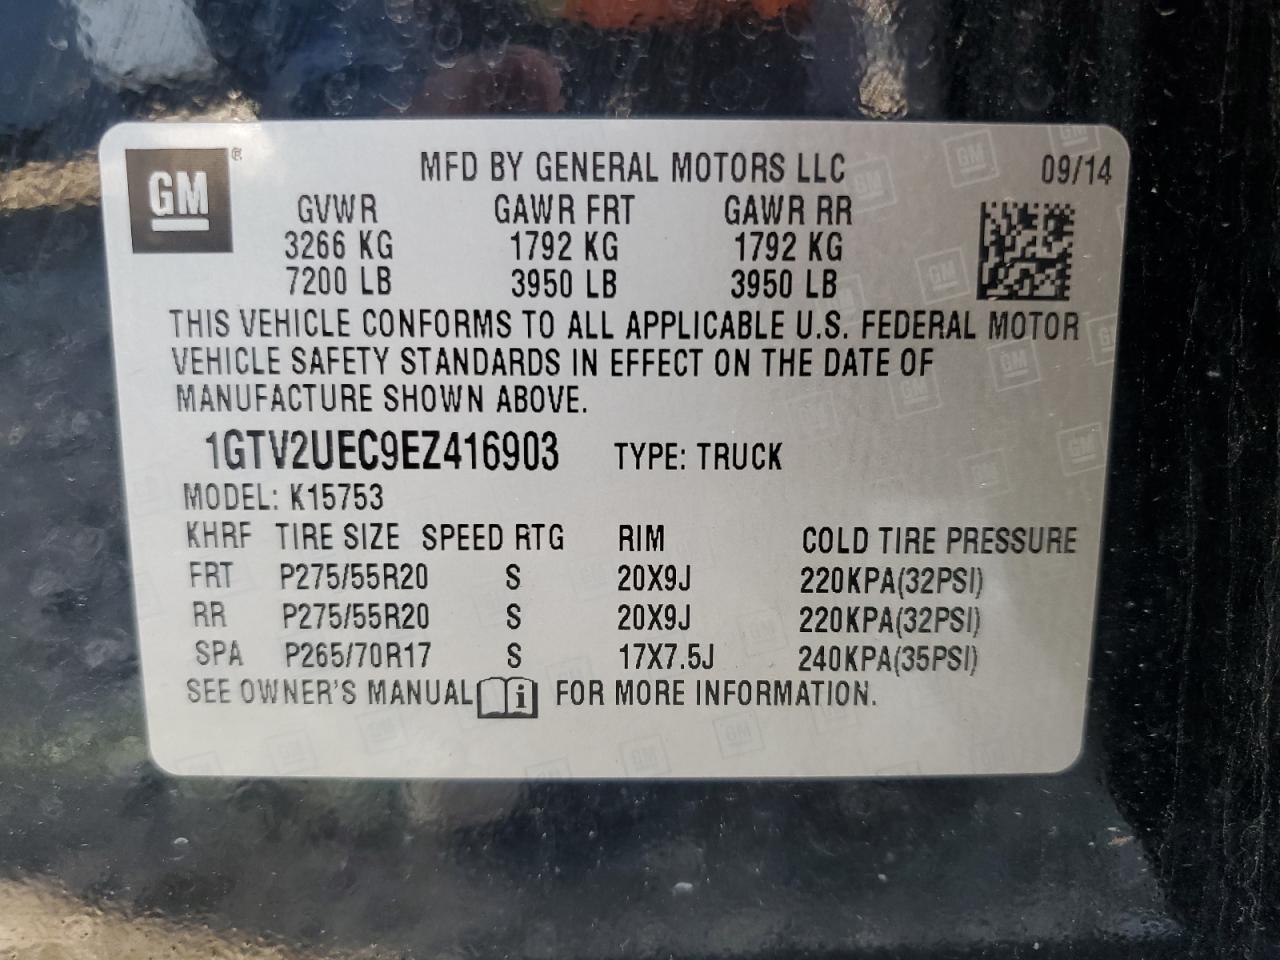 GM ®
MFD BY GENERAL MOTORS LLC 09/14
GVWR GAWR FRT GAWR RR
3266 KG 1792 KG 1792 KG
7200 LB 3950 LB 3950 LB
THIS VEHICLE CONFORMS TO ALL APPLICABLE U.S. FEDERAL MOTOR
VEHICLE SAFETY STANDARDS IN EFFECT ON THE DATE OF
MANUFACTURE SHOWN ABOVE.
1GTV2UEC9EZ416903 TYPE: TRUCK
MODEL: K15753
KHRF TIRE SIZE SPEED RTG RIM COLD TIRE PRESSURE
FRT P275/55R20 S 20X9J 220KPA(32PSI)
RR P275/55R20 S 20X9J 220KPA(32PSI)
SPA P265/70R17 S 17X7.5J 240KPA(35PSI)
SEE OWNER'S MANUAL i FOR MORE INFORMATION.